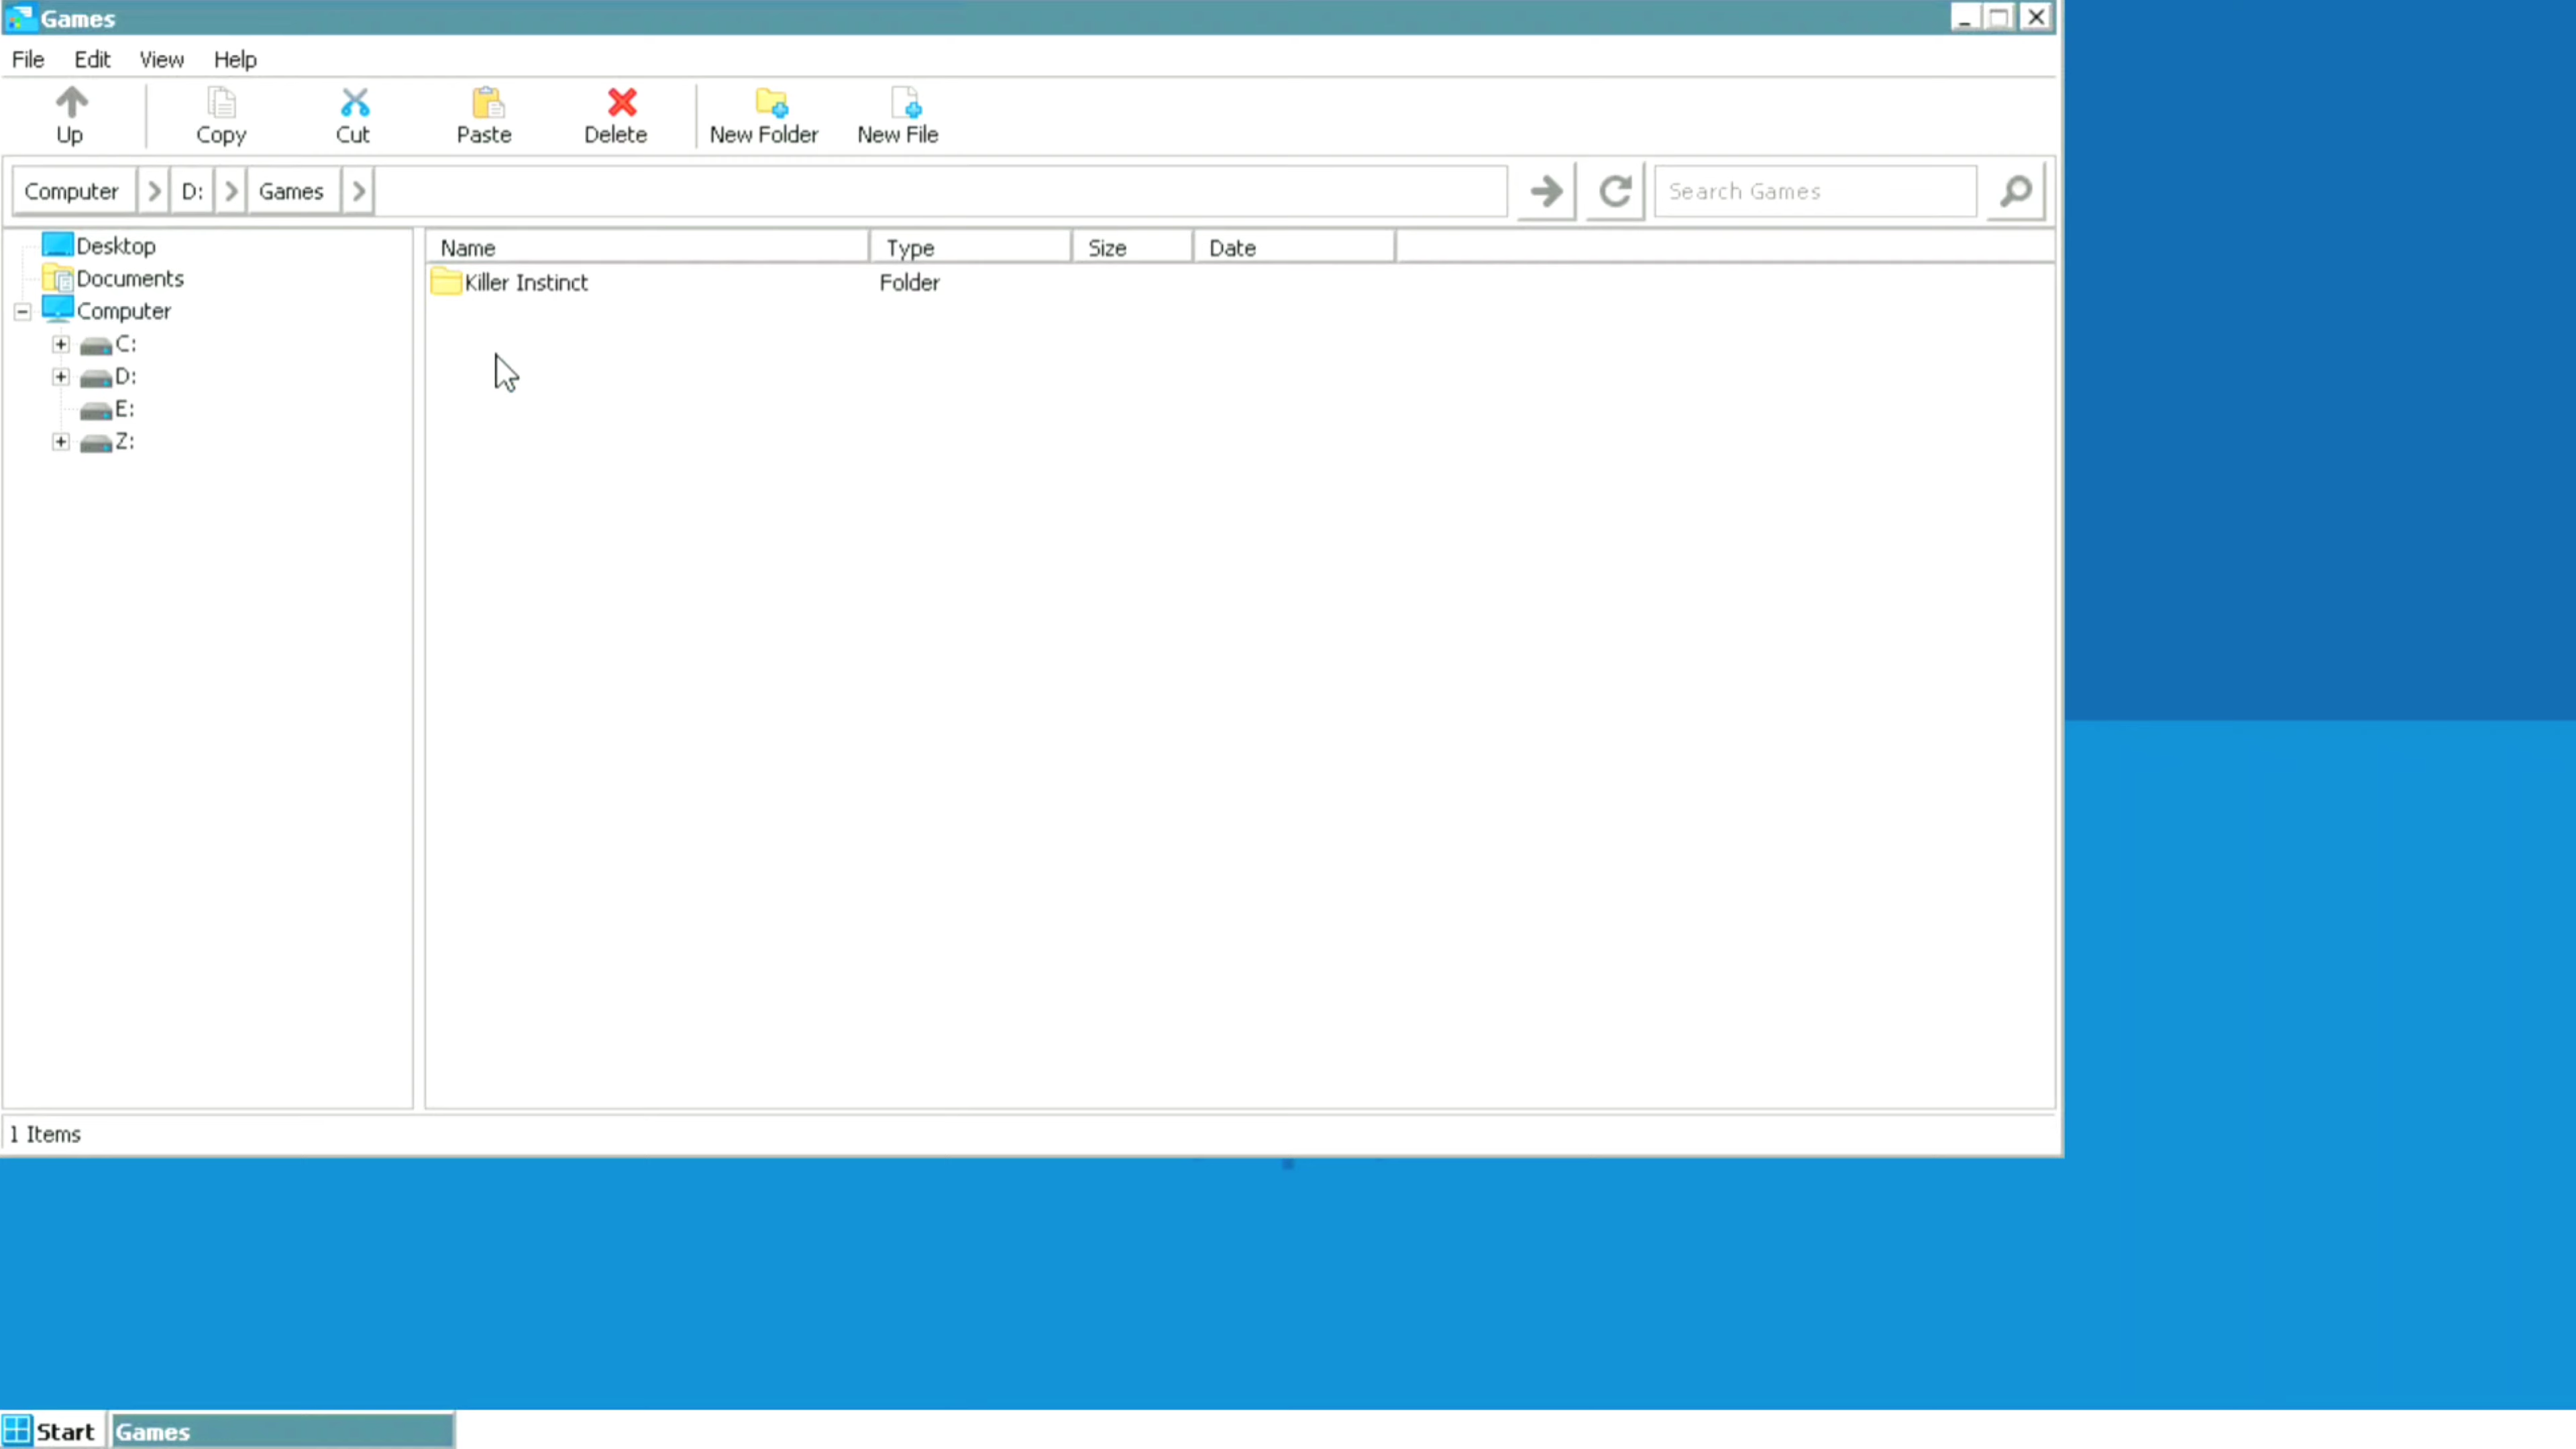 Games
File Edit View Help
Up Copy Cut Paste Delete New Folder New File
Computer D: Games Search Games
Desktop
Documents
Computer
C:
D:
E:
Z:
Name Type Size Date
Killer Instinct Folder
1 Items
Start Games